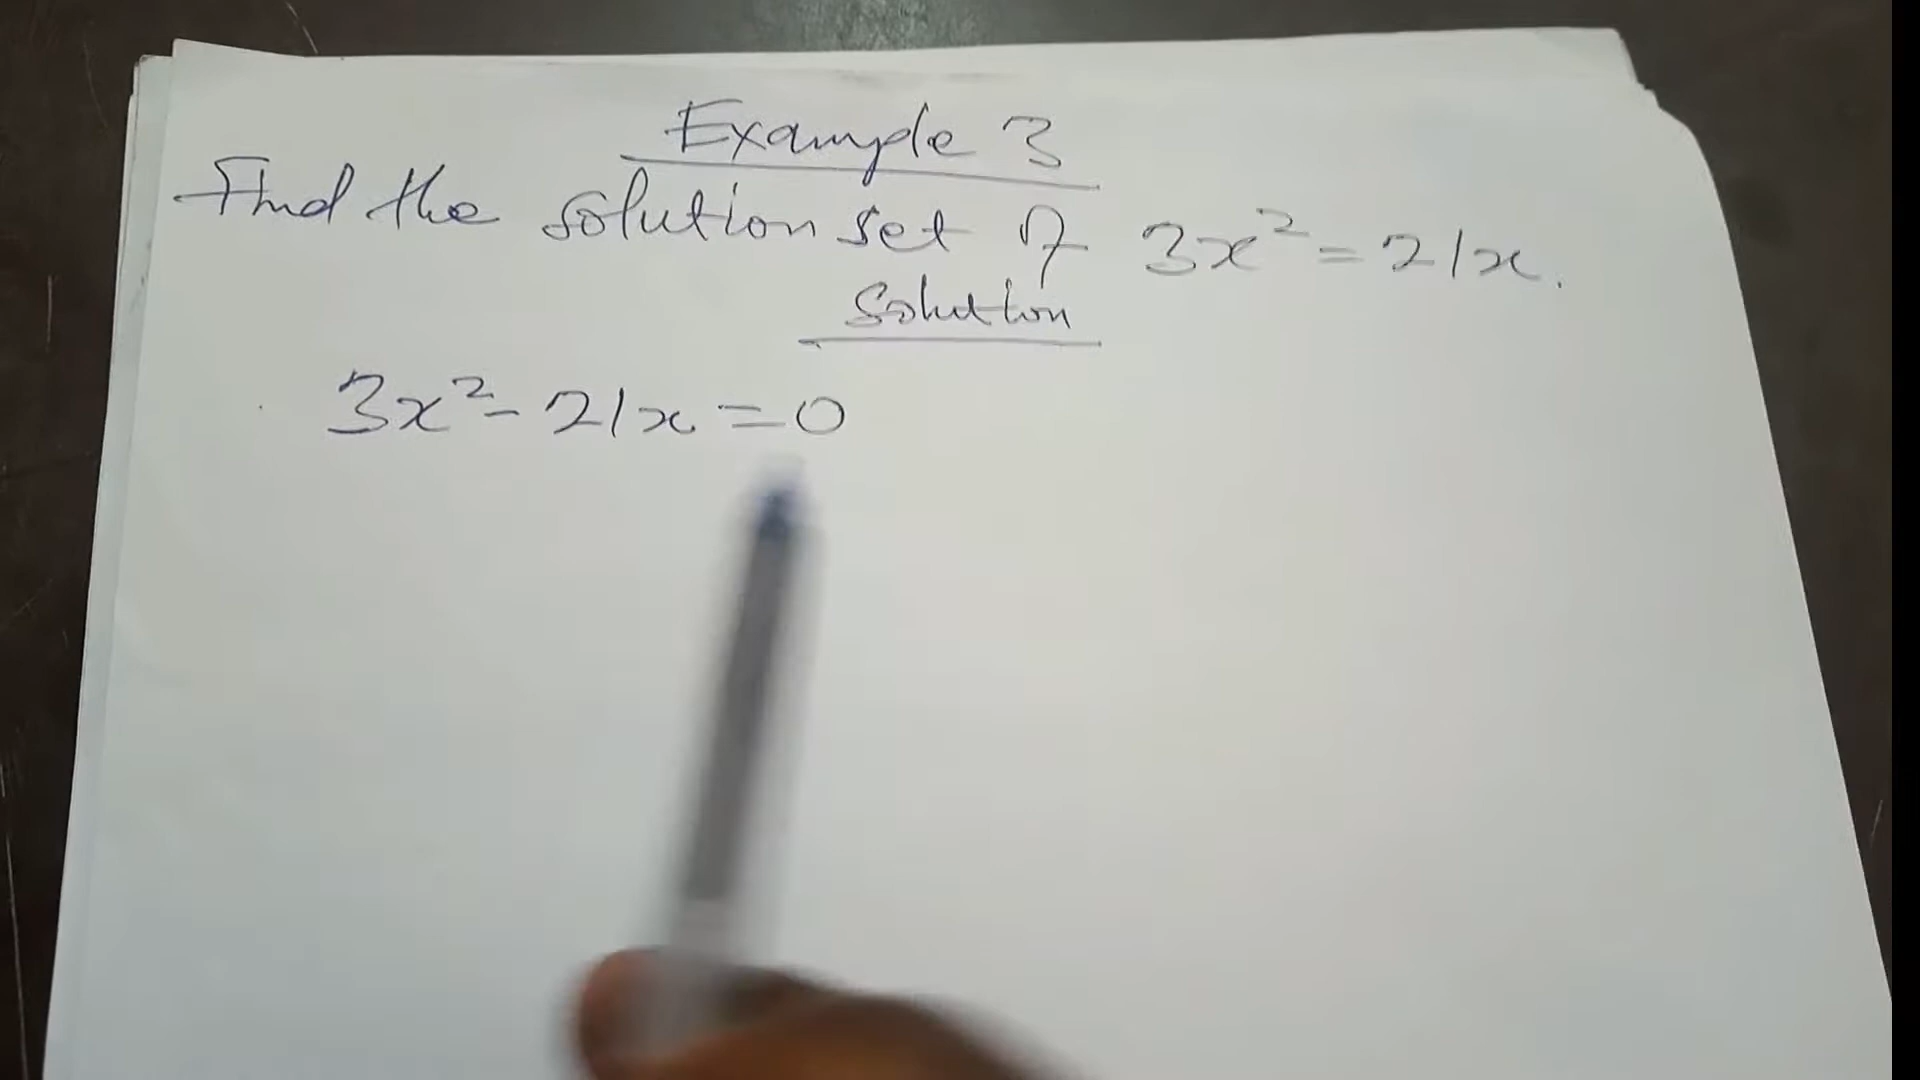 Example 3
Find the solution set of 3x² = 21x.
Solution
3x² - 21x = 0